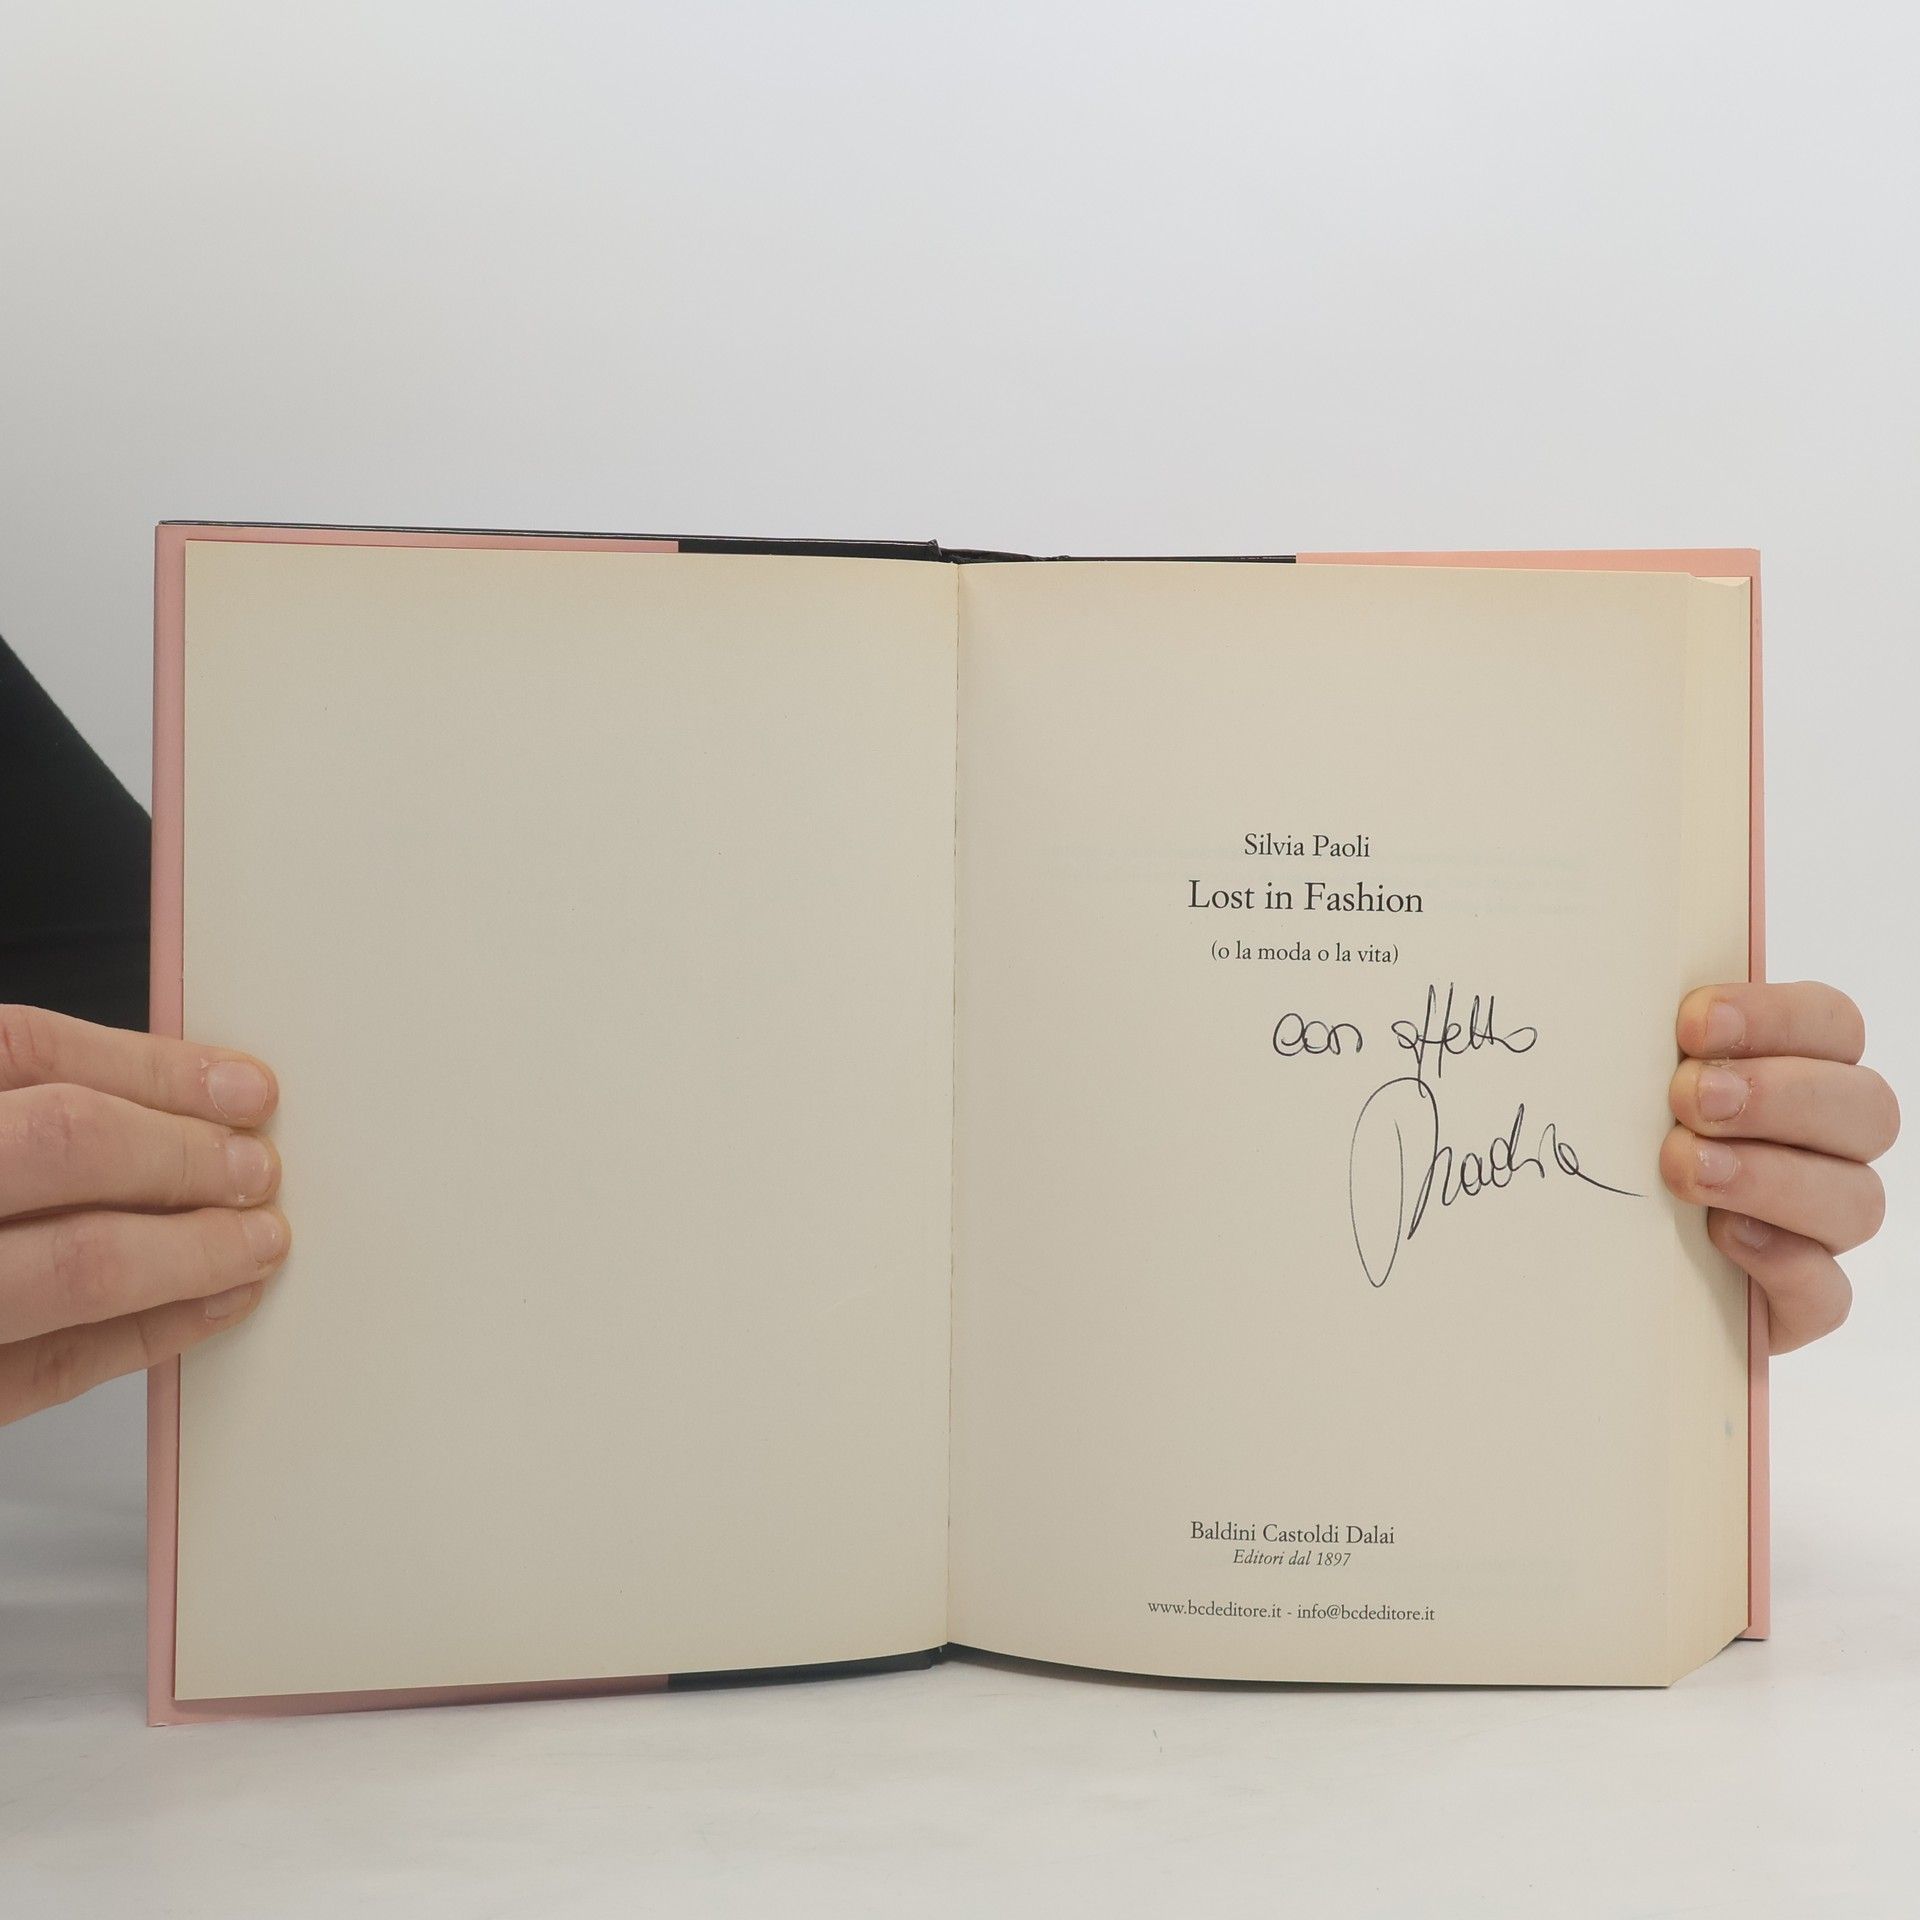 Silvia Paoli
Lost in Fashion
(o la moda o la vita)
con affetto
Nadia
Baldini Castoldi Dalai
Editori dal 1897
www.bcdeditore.it - info@bcdeditore.it